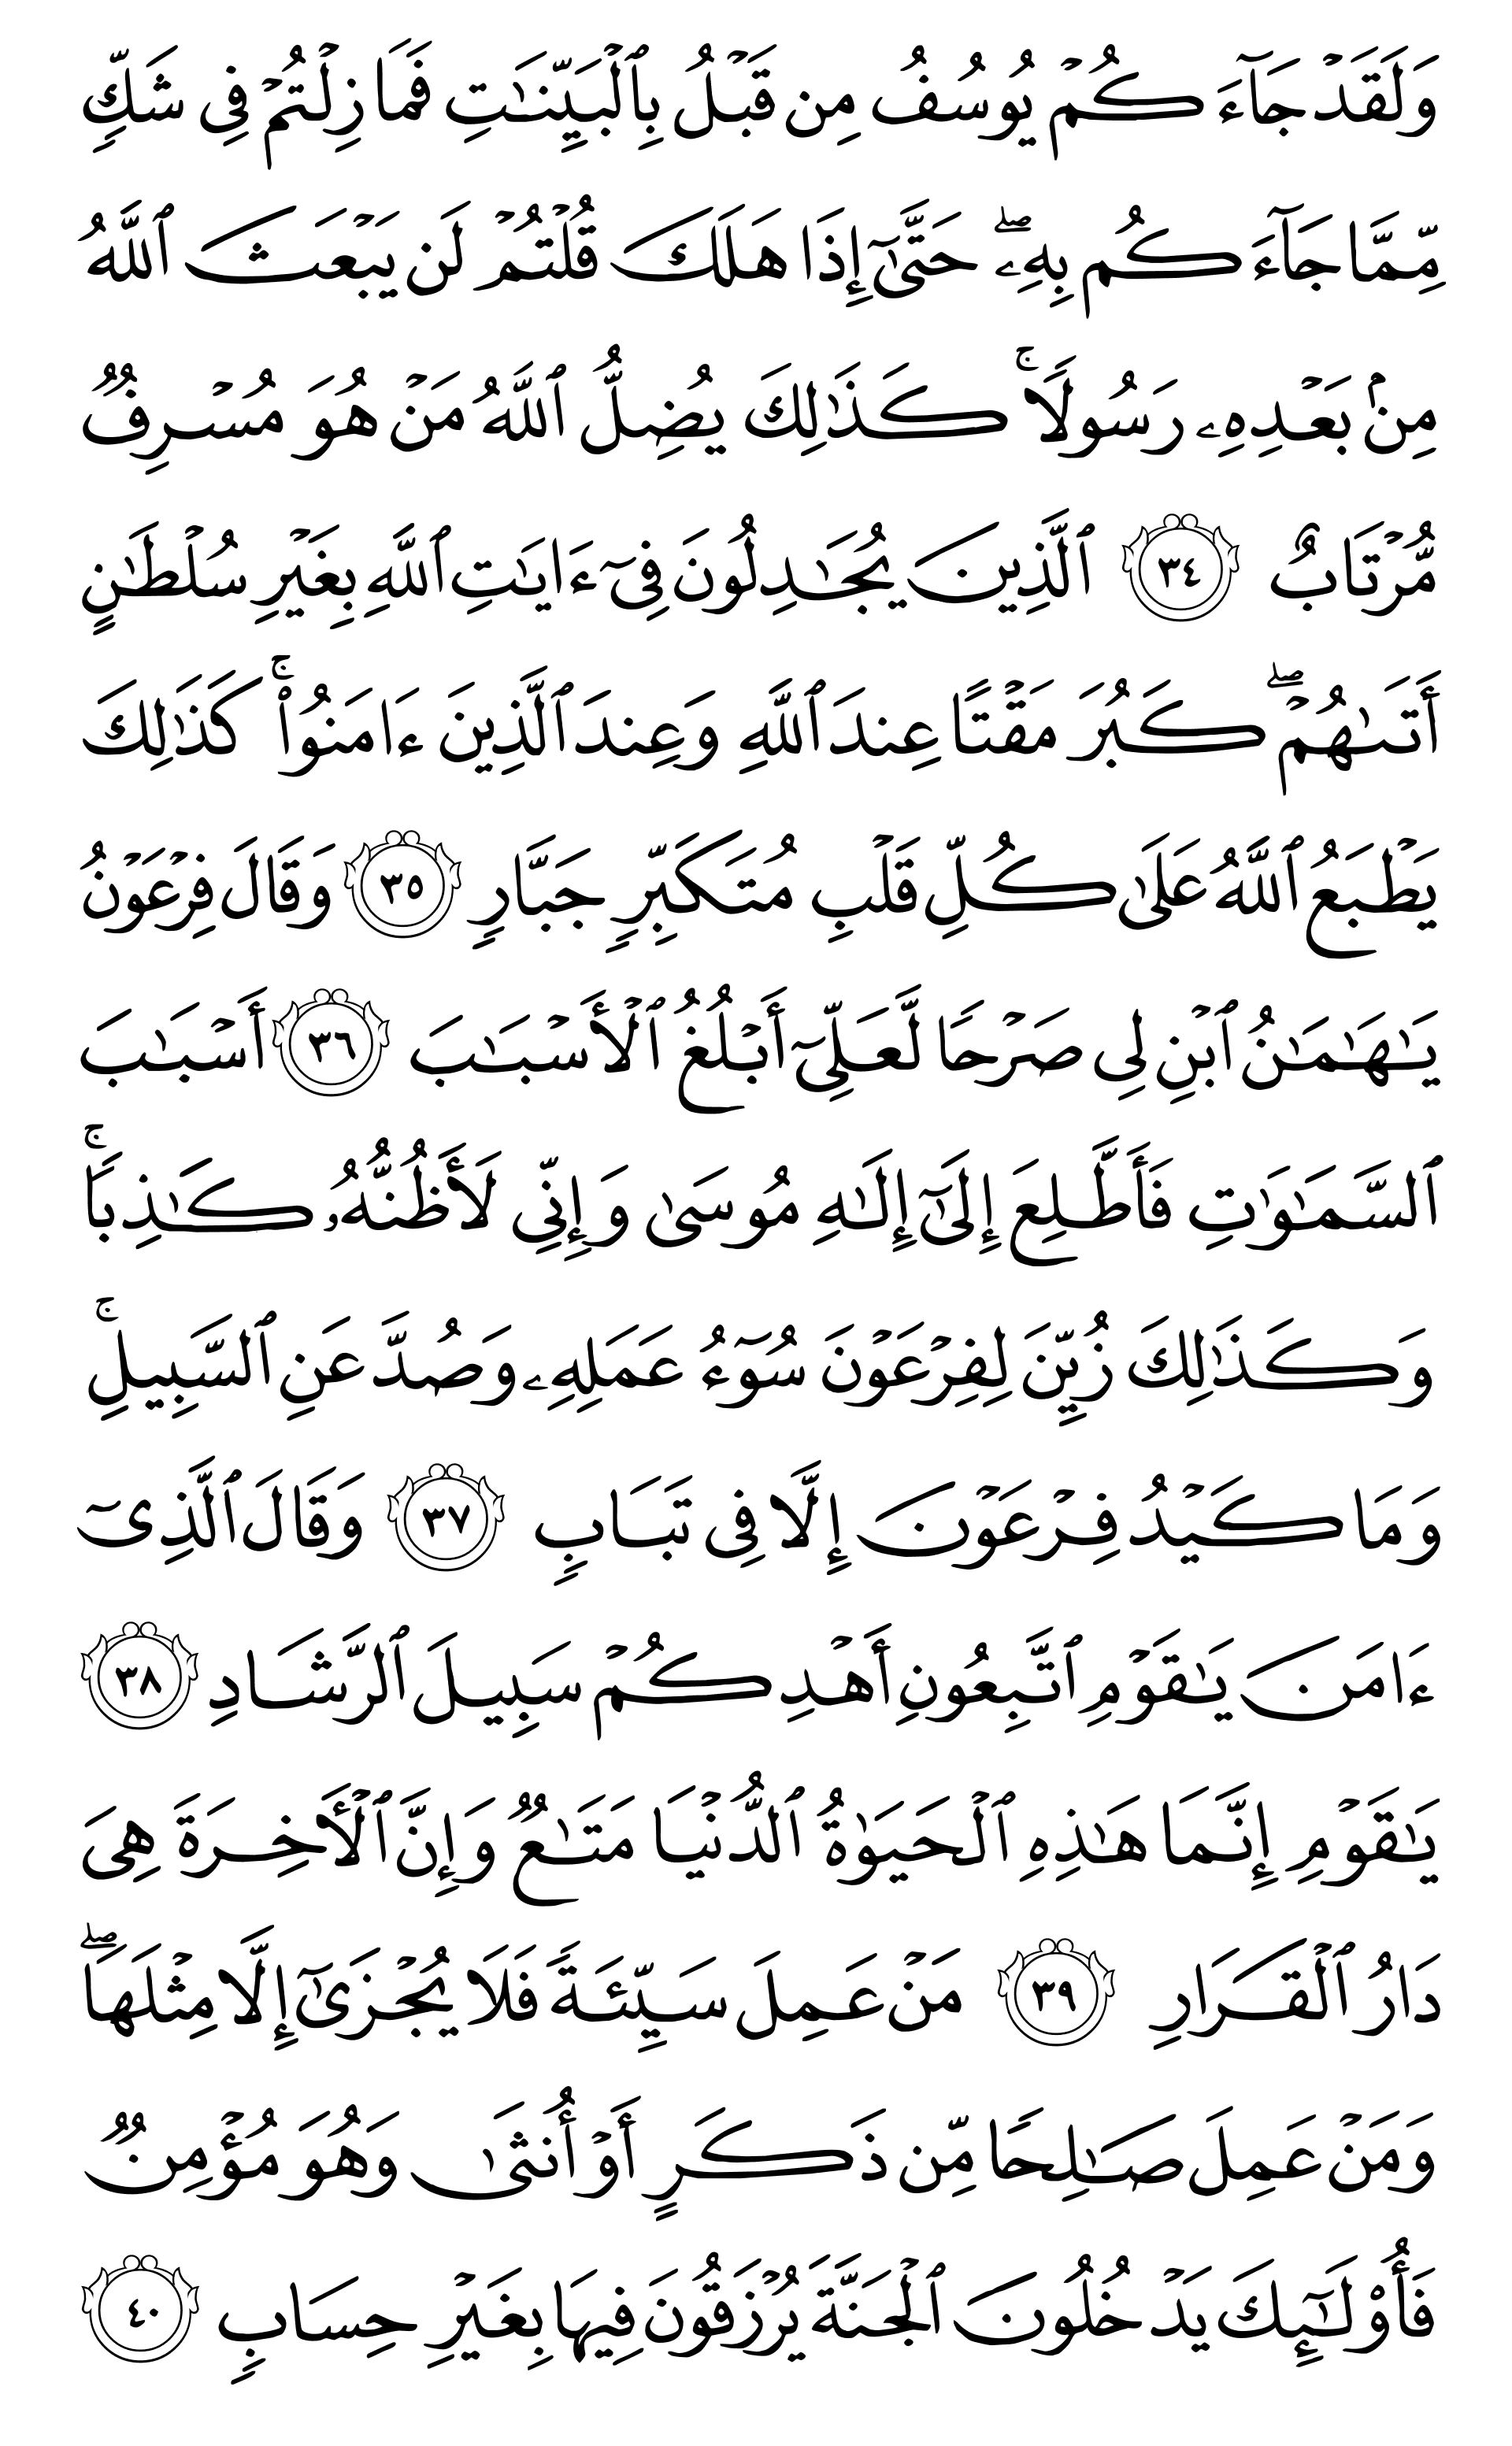 وَلَقَدْ جَآءَكُمْ يُوسُفُ مِن قَبْلُ بِٱلْبَيِّنَـٰتِ فَمَا زِلْتُمْ فِى شَكٍّ
مِّمَّا جَآءَكُم بِهِۦ ۖ حَتَّىٰٓ إِذَا هَلَكَ قُلْتُمْ لَن يَبْعَثَ ٱللَّهُ
مِنۢ بَعْدِهِۦ رَسُولًا ۚ كَذَٰلِكَ يُضِلُّ ٱللَّهُ مَنْ هُوَ مُسْرِفٌ
مُّرْتَابٌ ٣٤ ٱلَّذِينَ يُجَـٰدِلُونَ فِىٓ ءَايَـٰتِ ٱللَّهِ بِغَيْرِ سُلْطَـٰنٍ
أَتَىٰهُمْ ۖ كَبُرَ مَقْتًا عِندَ ٱللَّهِ وَعِندَ ٱلَّذِينَ ءَامَنُوا۟ ۚ كَذَٰلِكَ
يَطْبَعُ ٱللَّهُ عَلَىٰ كُلِّ قَلْبِ مُتَكَبِّرٍ جَبَّارٍ ٣٥ وَقَالَ فِرْعَوْنُ
يَـٰهَـٰمَـٰنُ ٱبْنِ لِى صَرْحًا لَّعَلِّىٓ أَبْلُغُ ٱلْأَسْبَـٰبَ ٣٦ أَسْبَـٰبَ
ٱلسَّمَـٰوَٰتِ فَأَطَّلِعَ إِلَىٰٓ إِلَـٰهِ مُوسَىٰ وَإِنِّى لَأَظُنُّهُۥ كَـٰذِبًا ۚ
وَكَذَٰلِكَ زُيِّنَ لِفِرْعَوْنَ سُوٓءُ عَمَلِهِۦ وَصُدَّ عَنِ ٱلسَّبِيلِ ۚ
وَمَا كَيْدُ فِرْعَوْنَ إِلَّا فِى تَبَابٍ ٣٧ وَقَالَ ٱلَّذِىٓ
ءَامَنَ يَـٰقَوْمِ ٱتَّبِعُونِ أَهْدِكُمْ سَبِيلَ ٱلرَّشَادِ ٣٨
يَـٰقَوْمِ إِنَّمَا هَـٰذِهِ ٱلْحَيَوٰةُ ٱلدُّنْيَا مَتَـٰعٌ وَإِنَّ ٱلْأَخِرَةَ هِىَ
دَارُ ٱلْقَرَارِ ٣٩ مَنْ عَمِلَ سَيِّئَةً فَلَا يُجْزَىٰٓ إِلَّا مِثْلَهَا ۖ
وَمَنْ عَمِلَ صَـٰلِحًا مِّن ذَكَرٍ أَوْ أُنثَىٰ وَهُوَ مُؤْمِنٌ
فَأُو۟لَـٰٓئِكَ يَدْخُلُونَ ٱلْجَنَّةَ يُرْزَقُونَ فِيهَا بِغَيْرِ حِسَابٍ ٤٠